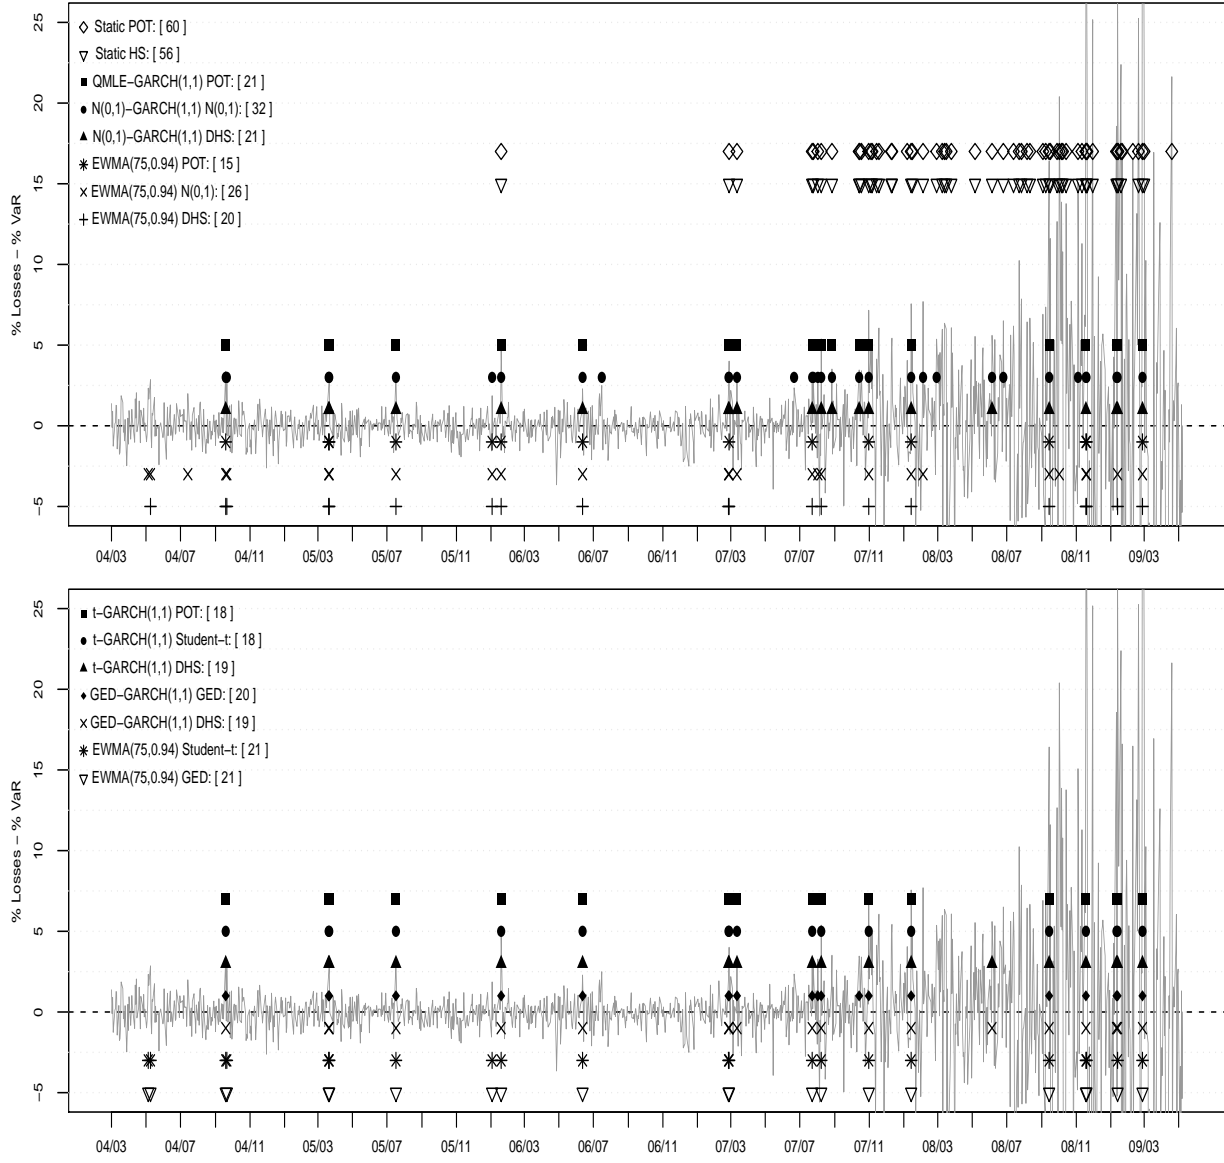 25
20
15
10
5
0
−5
% Losses − % VaR
Static POT: [ 60 ]
Static HS: [ 56 ]
QMLE−GARCH(1,1) POT: [ 21 ]
N(0,1)−GARCH(1,1) N(0,1): [ 32 ]
N(0,1)−GARCH(1,1) DHS: [ 21 ]
EWMA(75,0.94) POT: [ 15 ]
EWMA(75,0.94) N(0,1): [ 26 ]
EWMA(75,0.94) DHS: [ 20 ]
04/03 04/07 04/11 05/03 05/07 05/11 06/03 06/07 06/11 07/03 07/07 07/11 08/03 08/07 08/11 09/03
25
20
15
10
5
0
−5
% Losses − % VaR
t−GARCH(1,1) POT: [ 18 ]
t−GARCH(1,1) Student−t: [ 18 ]
t−GARCH(1,1) DHS: [ 19 ]
GED−GARCH(1,1) GED: [ 20 ]
GED−GARCH(1,1) DHS: [ 19 ]
EWMA(75,0.94) Student−t: [ 21 ]
EWMA(75,0.94) GED: [ 21 ]
04/03 04/07 04/11 05/03 05/07 05/11 06/03 06/07 06/11 07/03 07/07 07/11 08/03 08/07 08/11 09/03